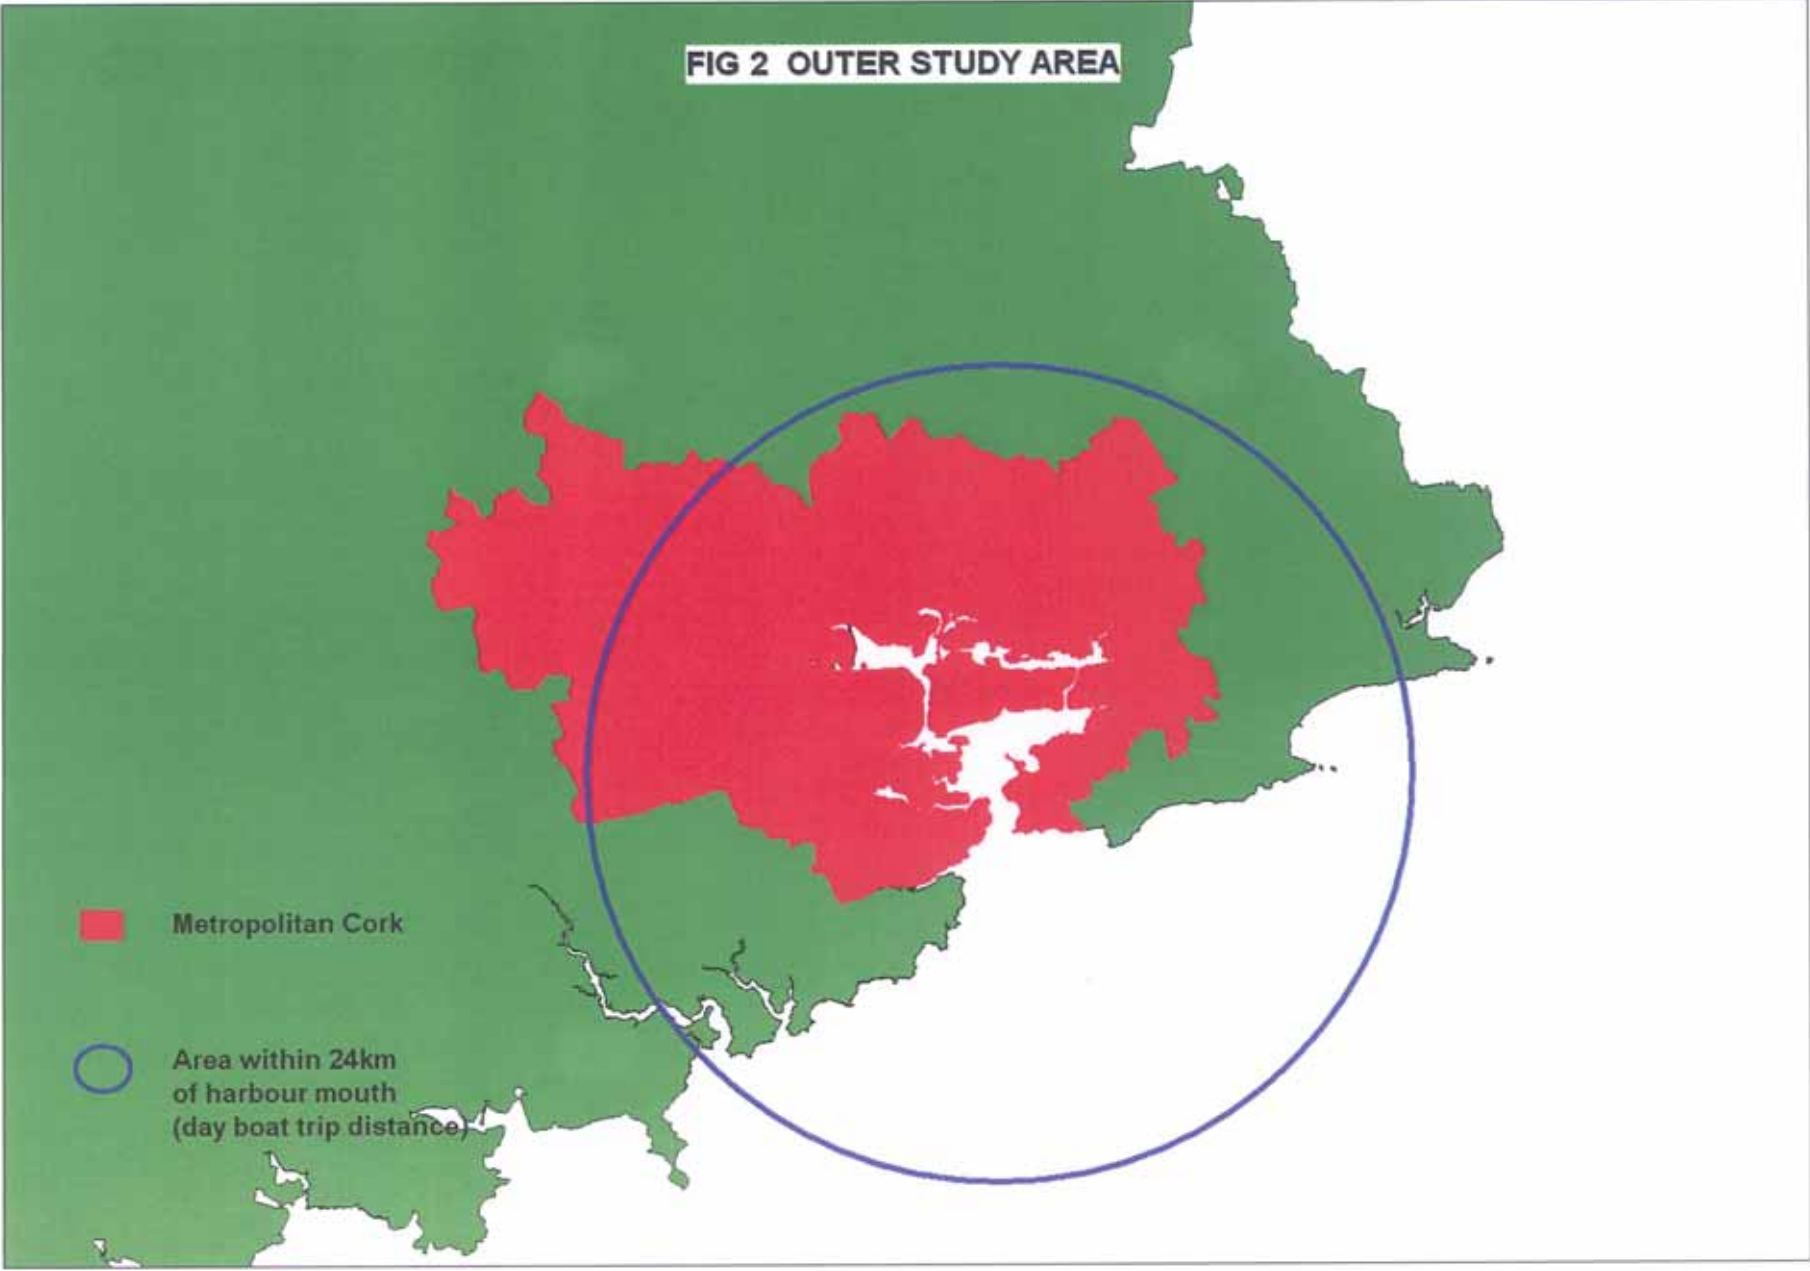 FIG 2 OUTER STUDY AREA
Metropolitan Cork
Area within 24km
of harbour mouth
(day boat trip distance)